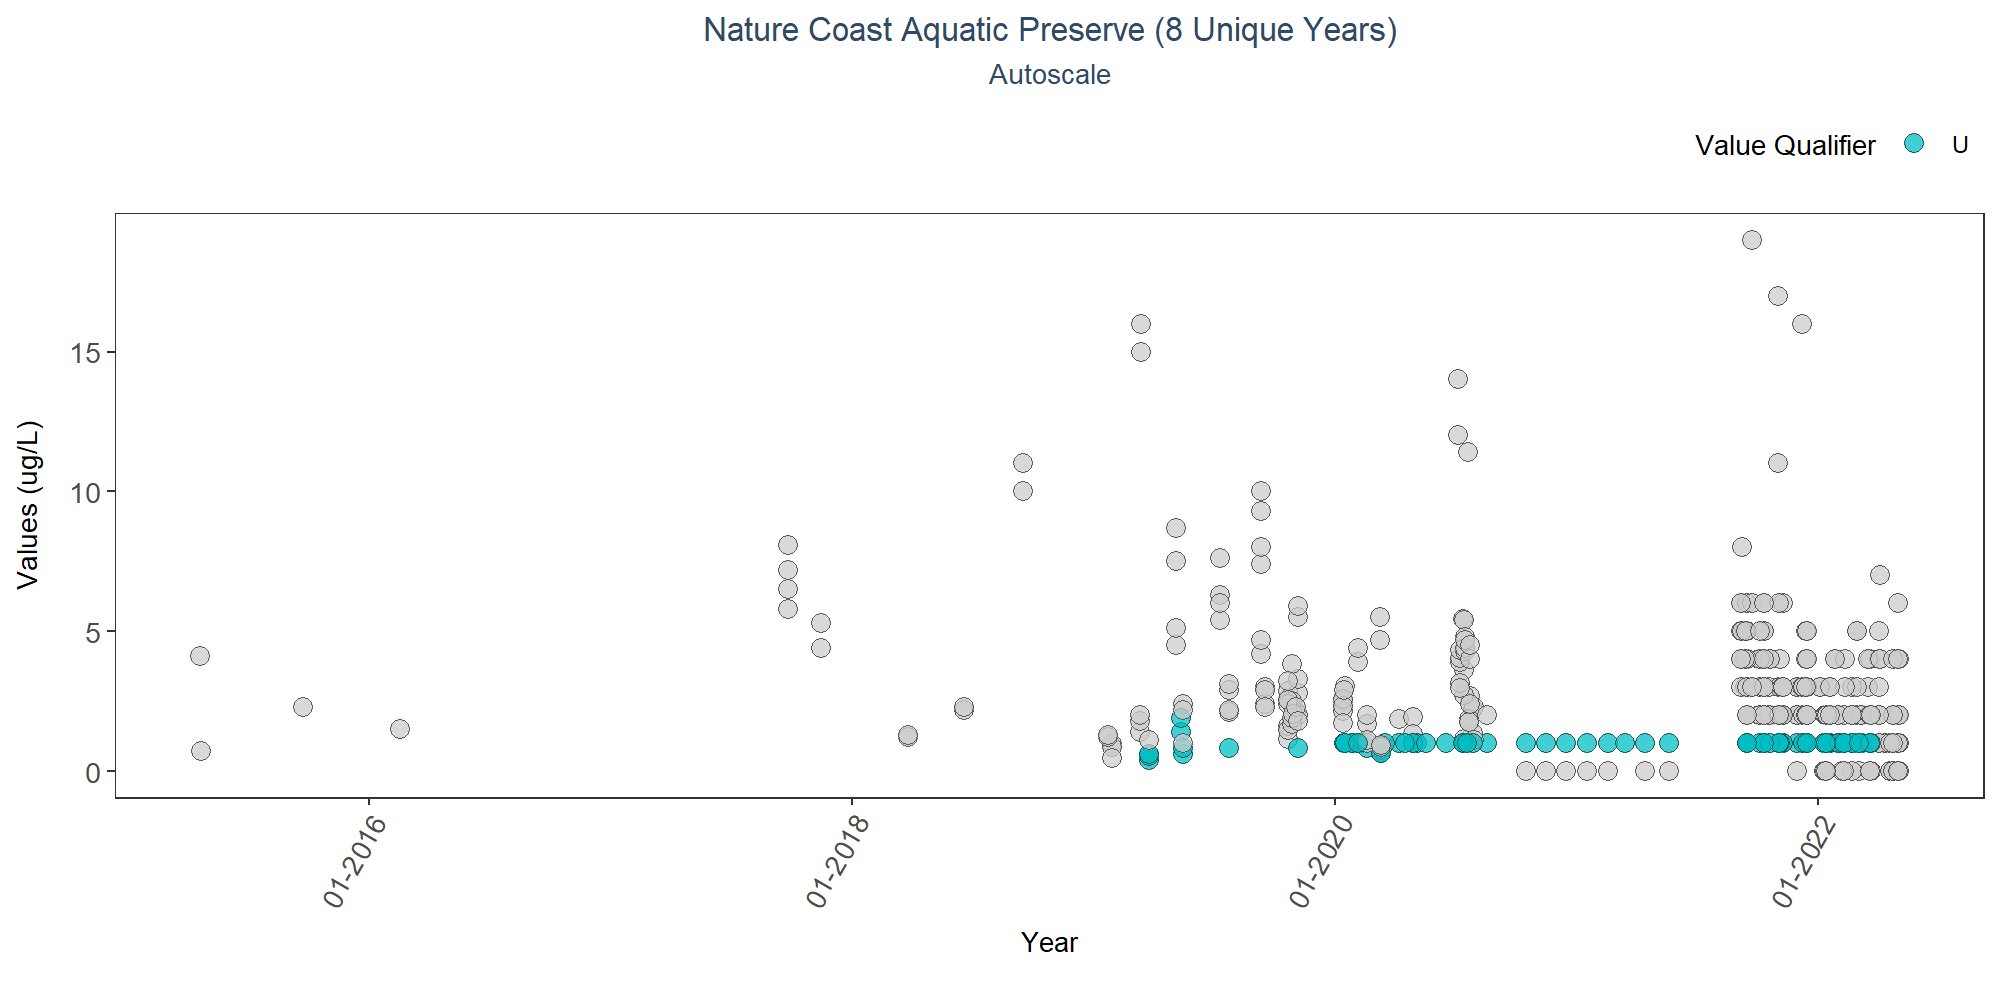 Nature Coast Aquatic Preserve (8 Unique Years)
Autoscale
Value Qualifier U
Values (ug/L)
15
10
5
0
01-2016 01-2018 01-2020 01-2022
Year